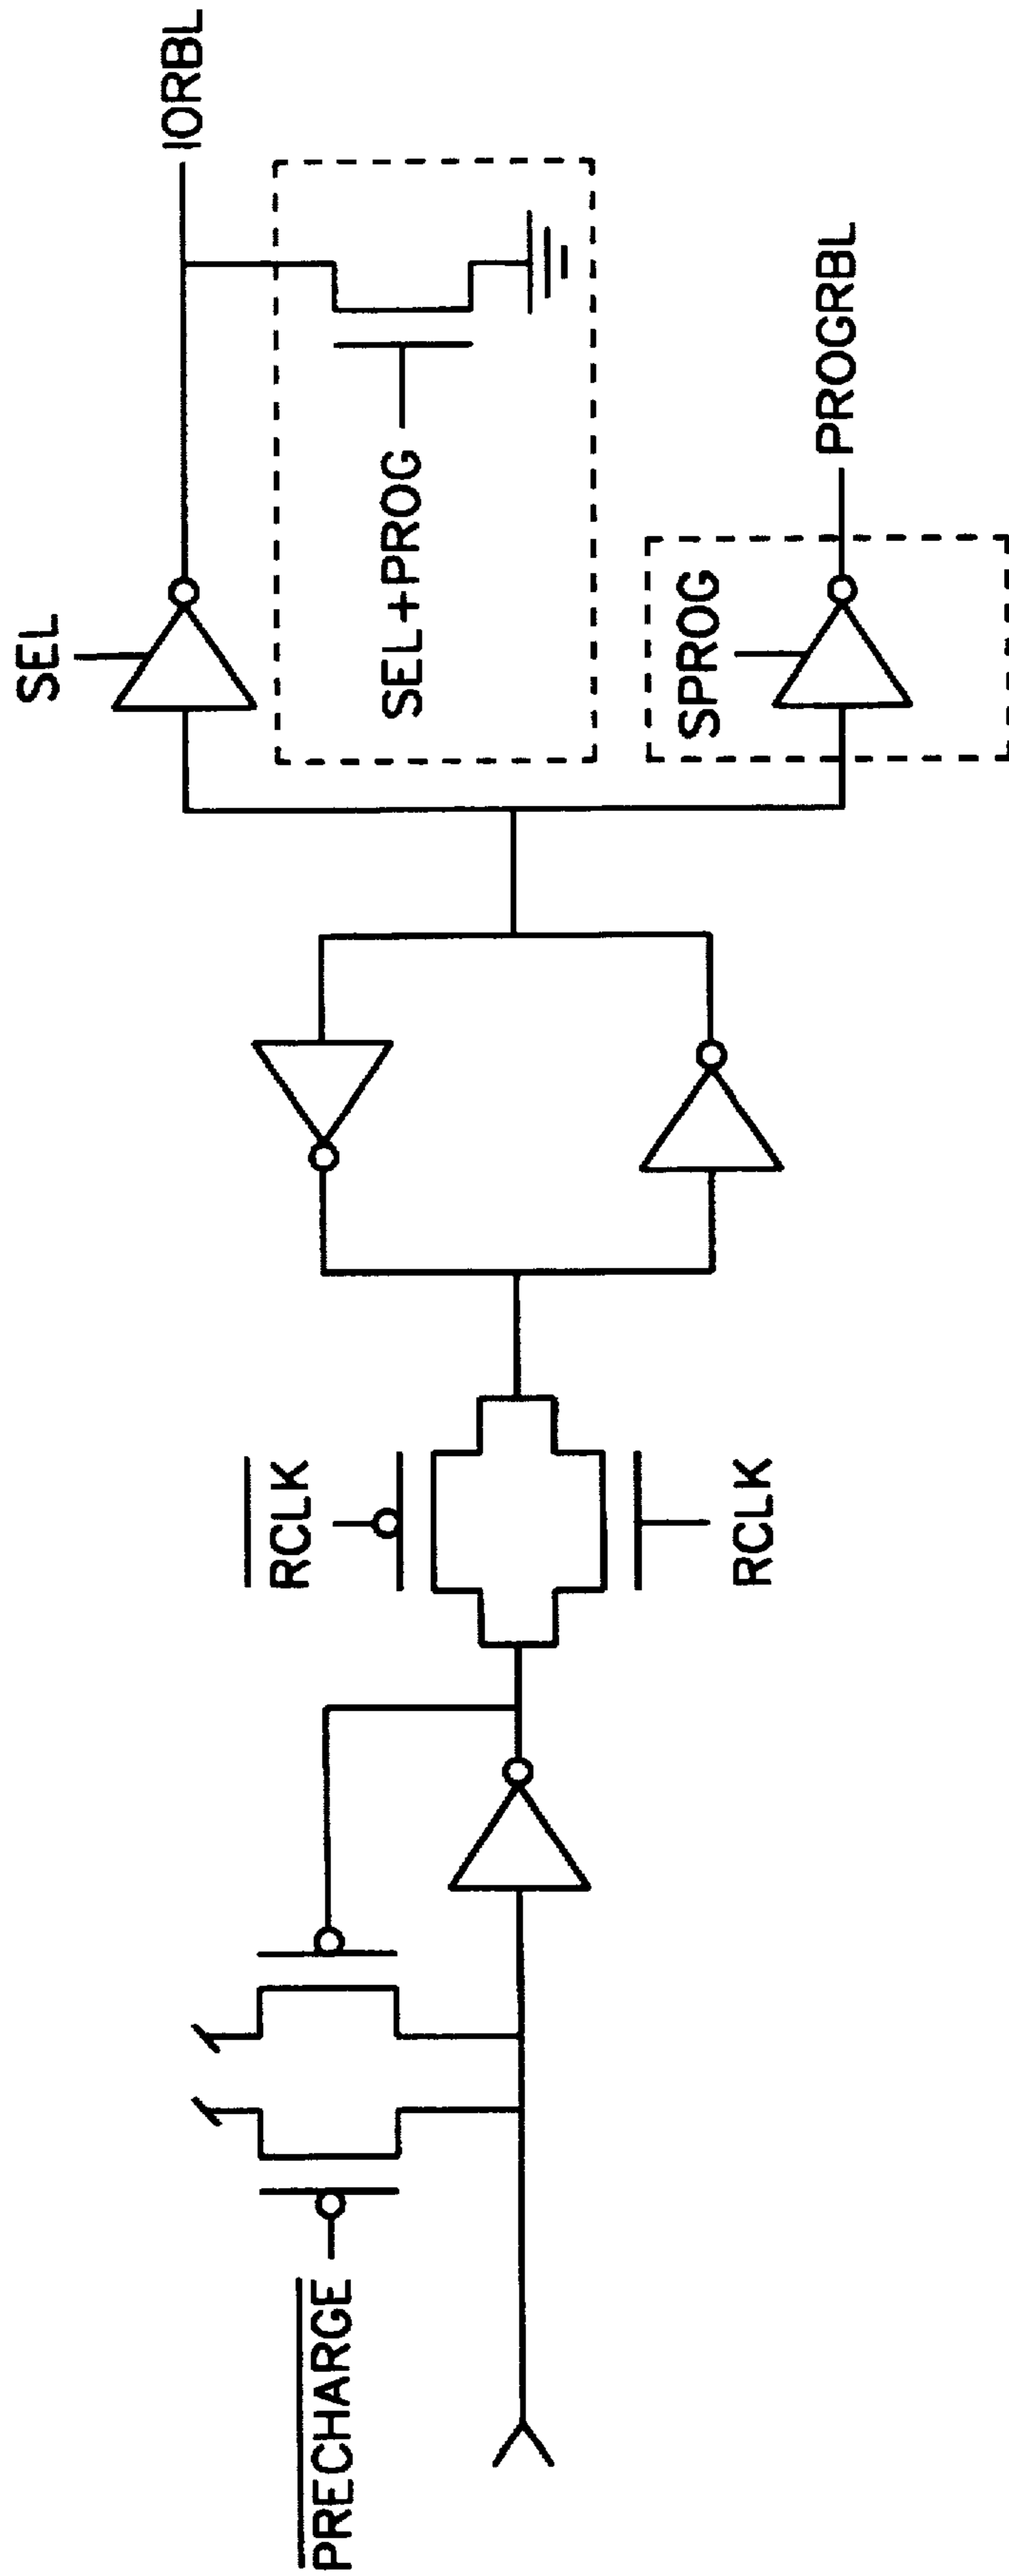 PRECHARGE
RCLK
RCLK
SEL
IORBL
SEL+PROG
SPROG
PROGRBL